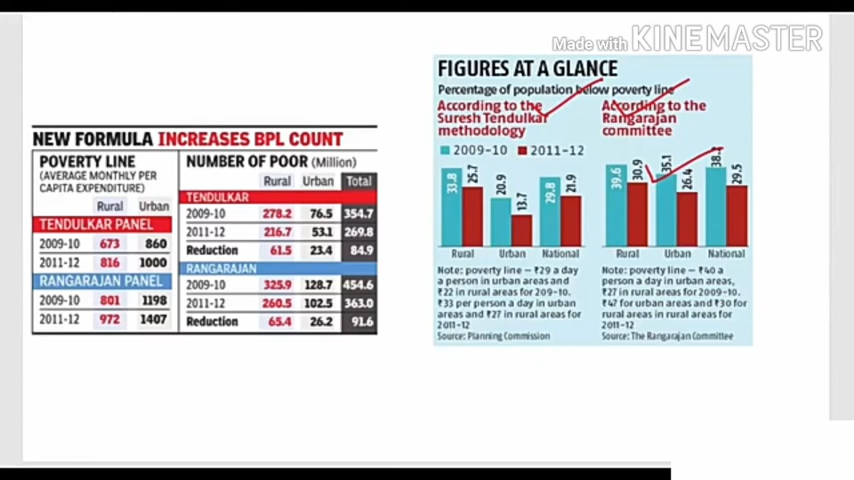 Made with KINEMASTER
NEW FORMULA INCREASES BPL COUNT
POVERTY LINE
(AVERAGE MONTHLY PER
CAPITA EXPENDITURE)
Rural Urban
TENDULKAR PANEL
2009-10 673 860
2011-12 816 1000
RANGARAJAN PANEL
2009-10 801 1198
2011-12 972 1407
NUMBER OF POOR (Million)
Rural Urban Total
TENDULKAR
2009-10 278.2 76.5 354.7
2011-12 216.7 53.1 269.8
Reduction 61.5 23.4 84.9
RANGARAJAN
2009-10 325.9 128.7 454.6
2011-12 260.5 102.5 363.0
Reduction 65.4 26.2 91.6
FIGURES AT A GLANCE
Percentage of population below poverty line
According to the
Suresh Tendulkar
methodology
2009-10 2011-12
33.8 25.7 20.9 13.7 29.8 21.9
Rural Urban National
Note: poverty line – ₹29 a day
a person in urban areas and
₹22 in rural areas for 209-10.
₹33 per person a day in urban
areas and ₹27 in rural areas for
2011-12
Source: Planning Commission
According to the
Rangarajan
committee
39.6 30.9 35.1 26.4 29.5
Rural Urban National
Note: poverty line – ₹40 a
person a day in urban areas,
₹27 in rural areas for 2009-10.
₹47 for urban areas and ₹30 for
rural areas in rural areas for
2011-12
Source: The Rangarajan Committee